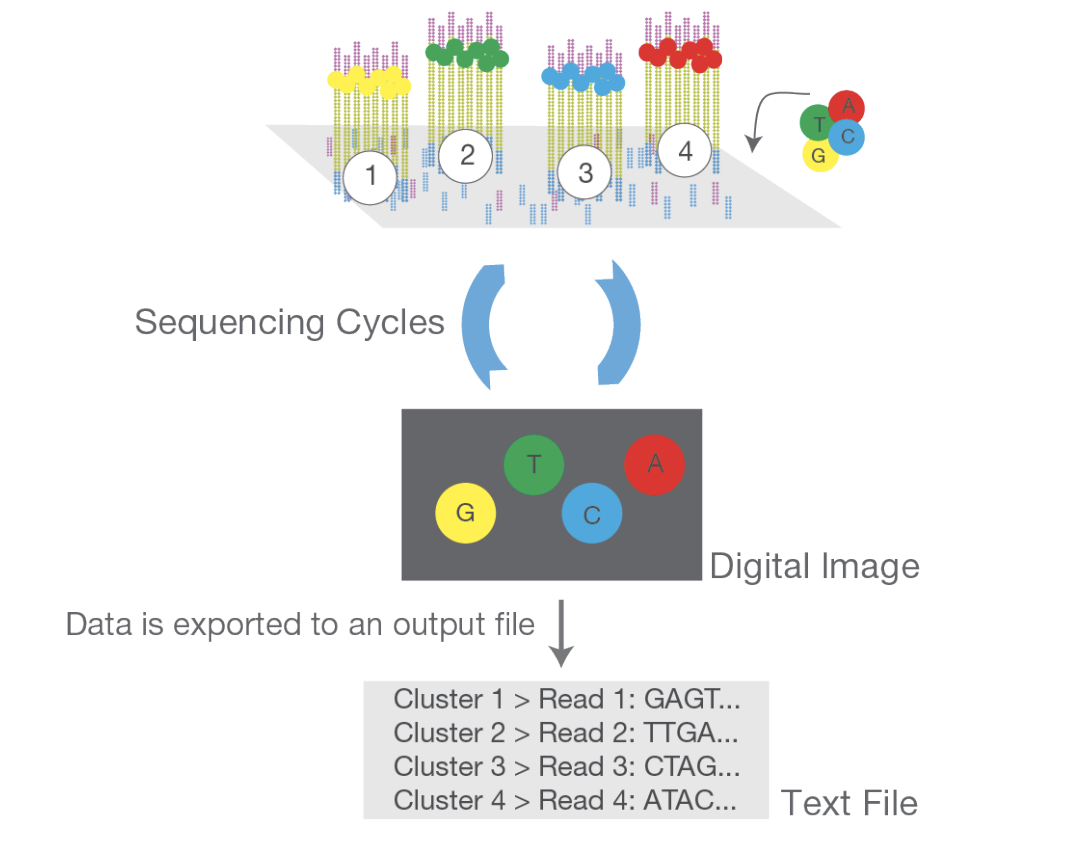 1
2
3
4
A
T
C
G
Sequencing Cycles
T
A
G
C
Digital Image
Data is exported to an output file
Cluster 1 > Read 1: GAGT...
Cluster 2 > Read 2: TTGA...
Cluster 3 > Read 3: CTAG...
Cluster 4 > Read 4: ATAC...
Text File